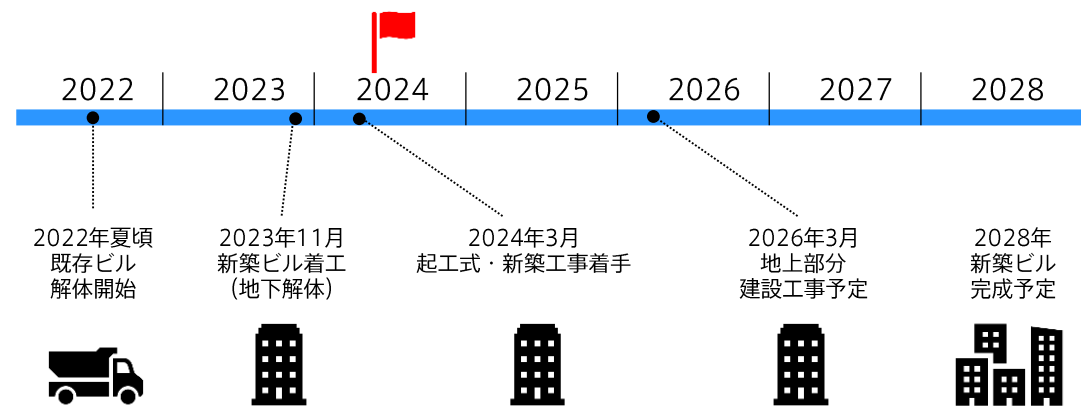 2022 2023 2024 2025 2026 2027 2028
2022年夏頃
既存ビル
解体開始
2023年11月
新築ビル着工
(地下解体)
2024年3月
起工式・新築工事着手
2026年3月
地上部分
建設工事予定
2028年
新築ビル
完成予定